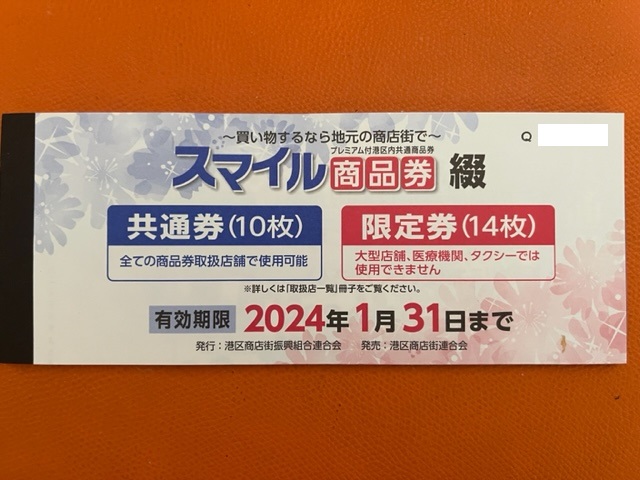 ～買い物するなら地元の商店街で～
Q
プレミアム付港区内共通商品券
スマイル商品券 綴
共通券(10枚)
全ての商品券取扱店舗で使用可能
限定券(14枚)
大型店舗、医療機関、タクシーでは
使用できません
※詳しくは「取扱店一覧」冊子をご覧ください。
有効期限 2024年1月31日まで
発行：港区商店街振興組合連合会 発売：港区商店街連合会